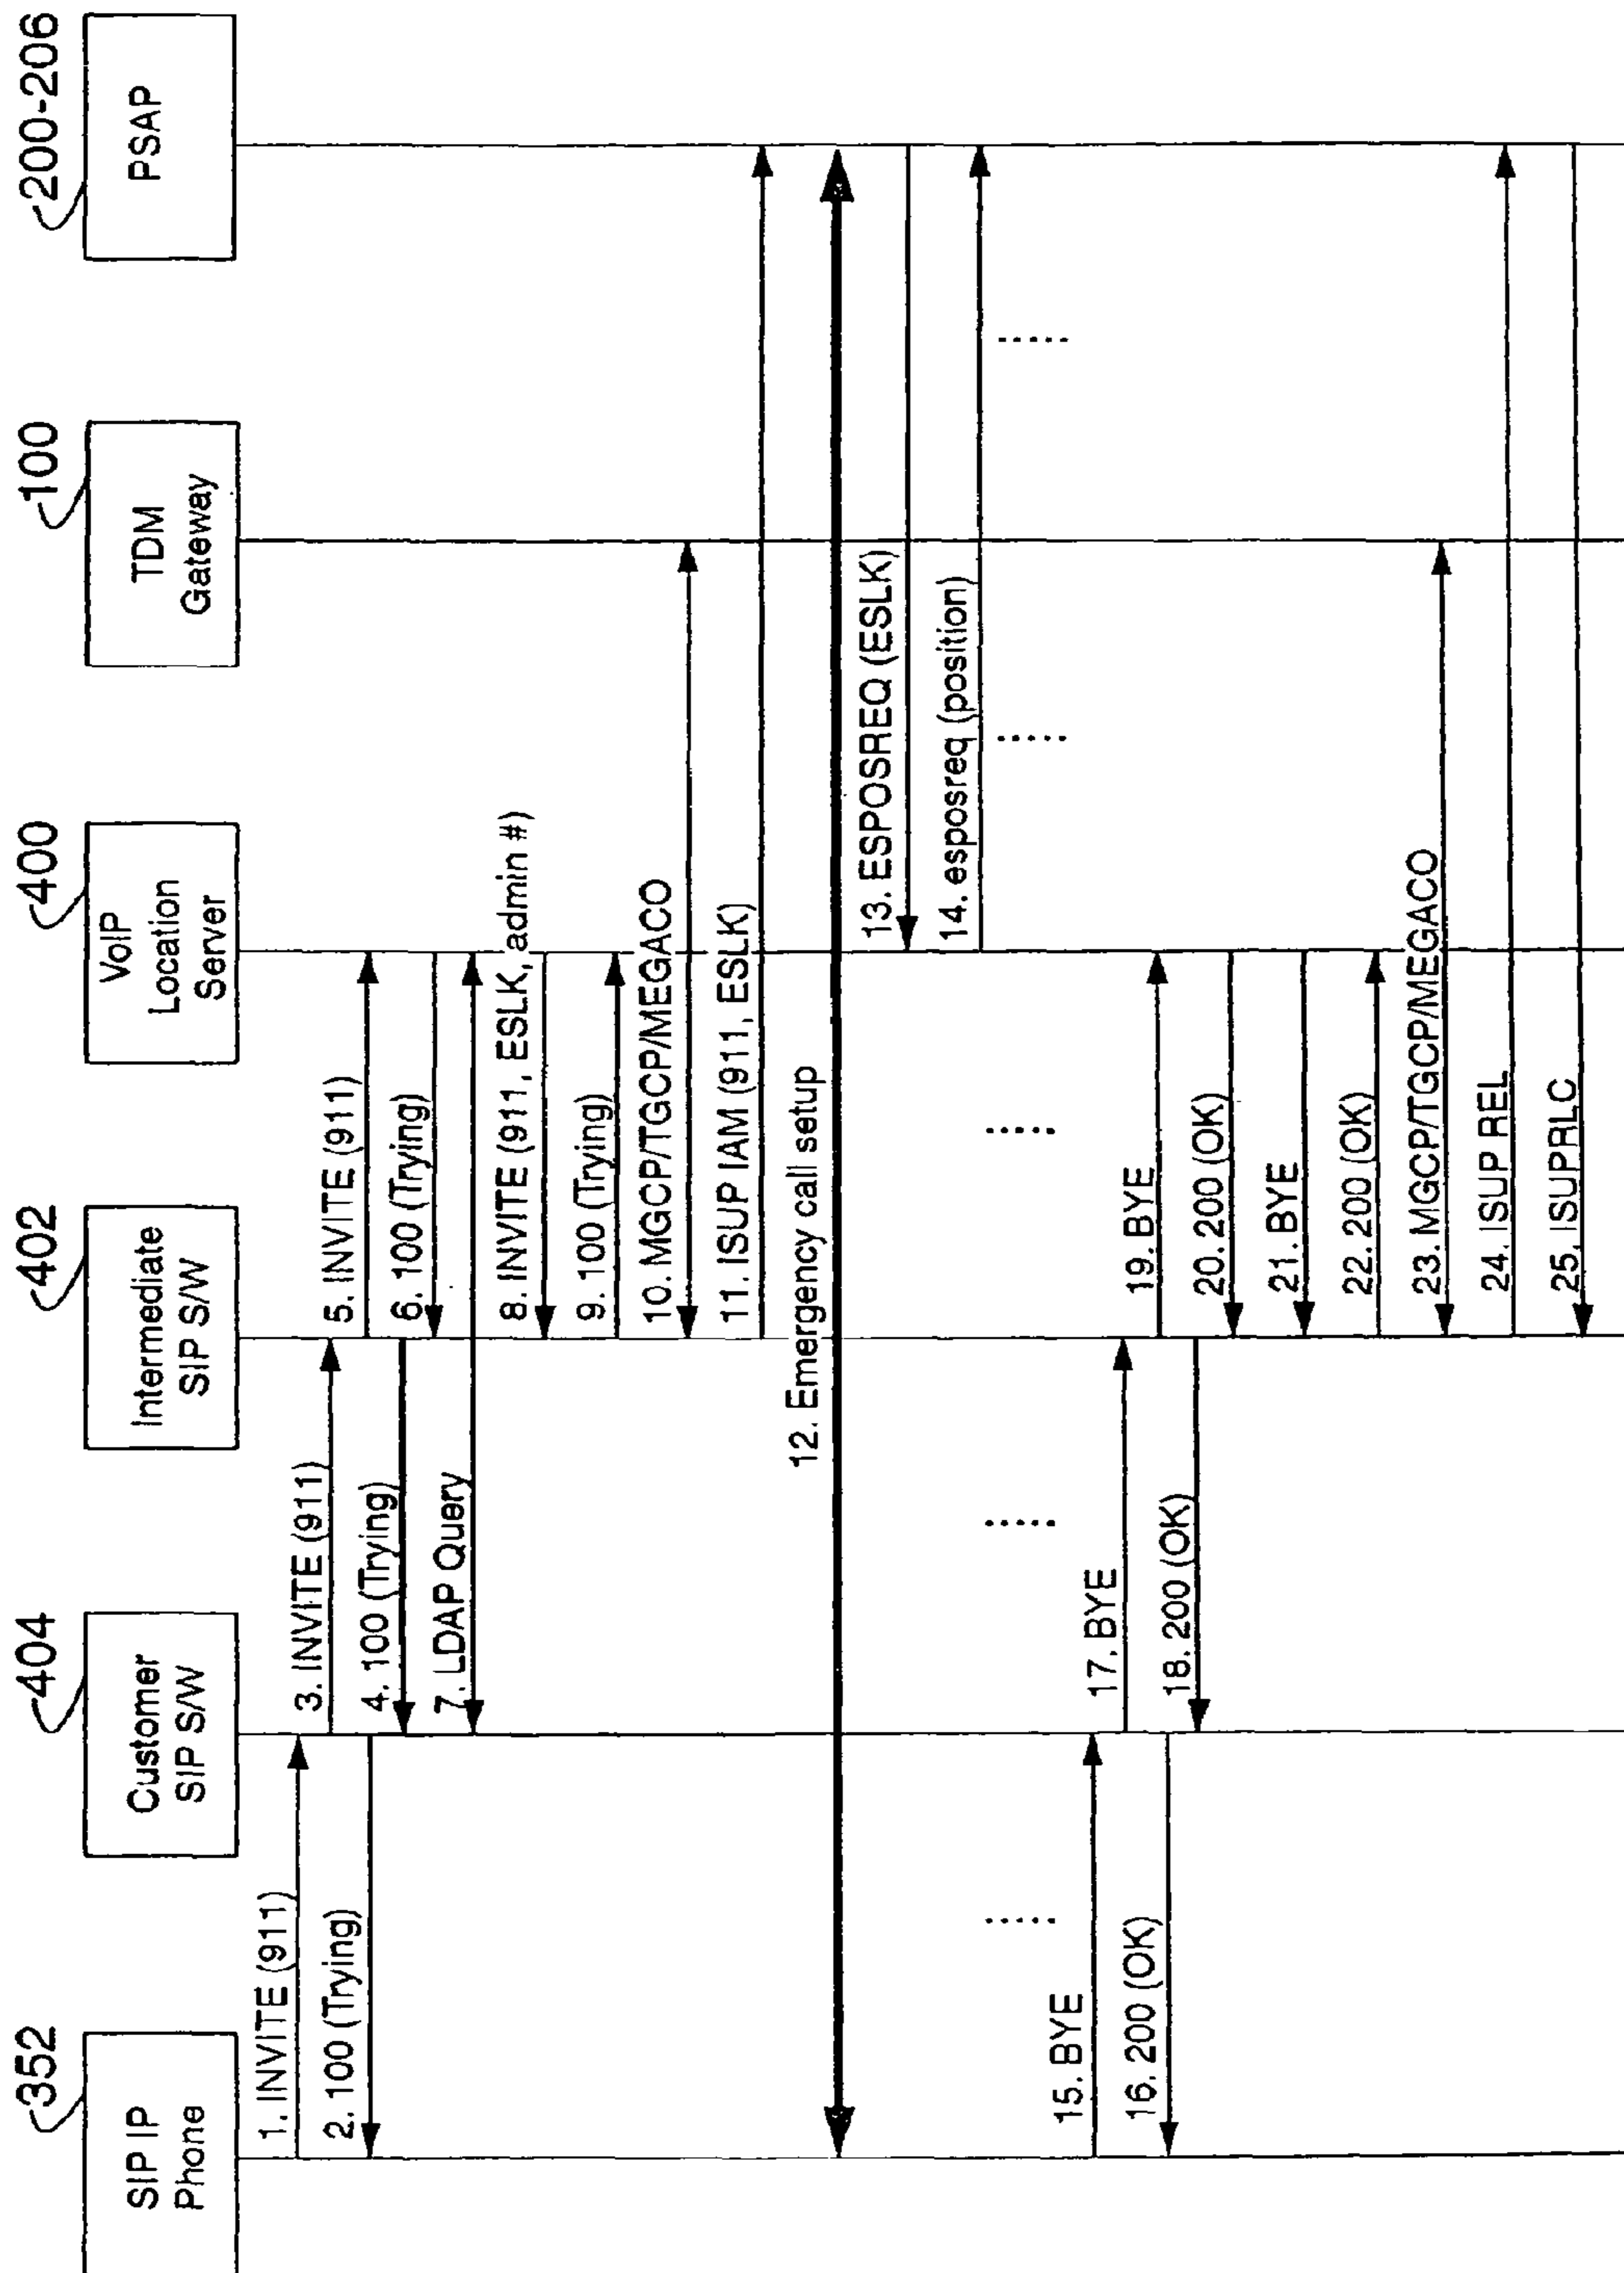 352
SIP IP
Phone
404
Customer
SIP S/W
402
Intermediate
SIP S/W
400
VoIP
Location
Server
100
TDM
Gateway
200-206
PSAP
1. INVITE (911)
2. 100 (Trying)
3. INVITE (911)
4. 100 (Trying)
5. INVITE (911)
6. 100 (Trying)
7. LDAP Query
8. INVITE (911, ESLK, admin #)
9. 100 (Trying)
10. MGCP/TGCP/MEGACO
11. ISUP IAM (911, ESLK)
12. Emergency call setup
13. ESPOSREQ (ESLK)
14. esposreq (position)
15. BYE
16. 200 (OK)
17. BYE
18. 200 (OK)
19. BYE
20. 200 (OK)
21. BYE
22. 200 (OK)
23. MGCP/TGCP/MEGACO
24. ISUP REL
25. ISUPRLC